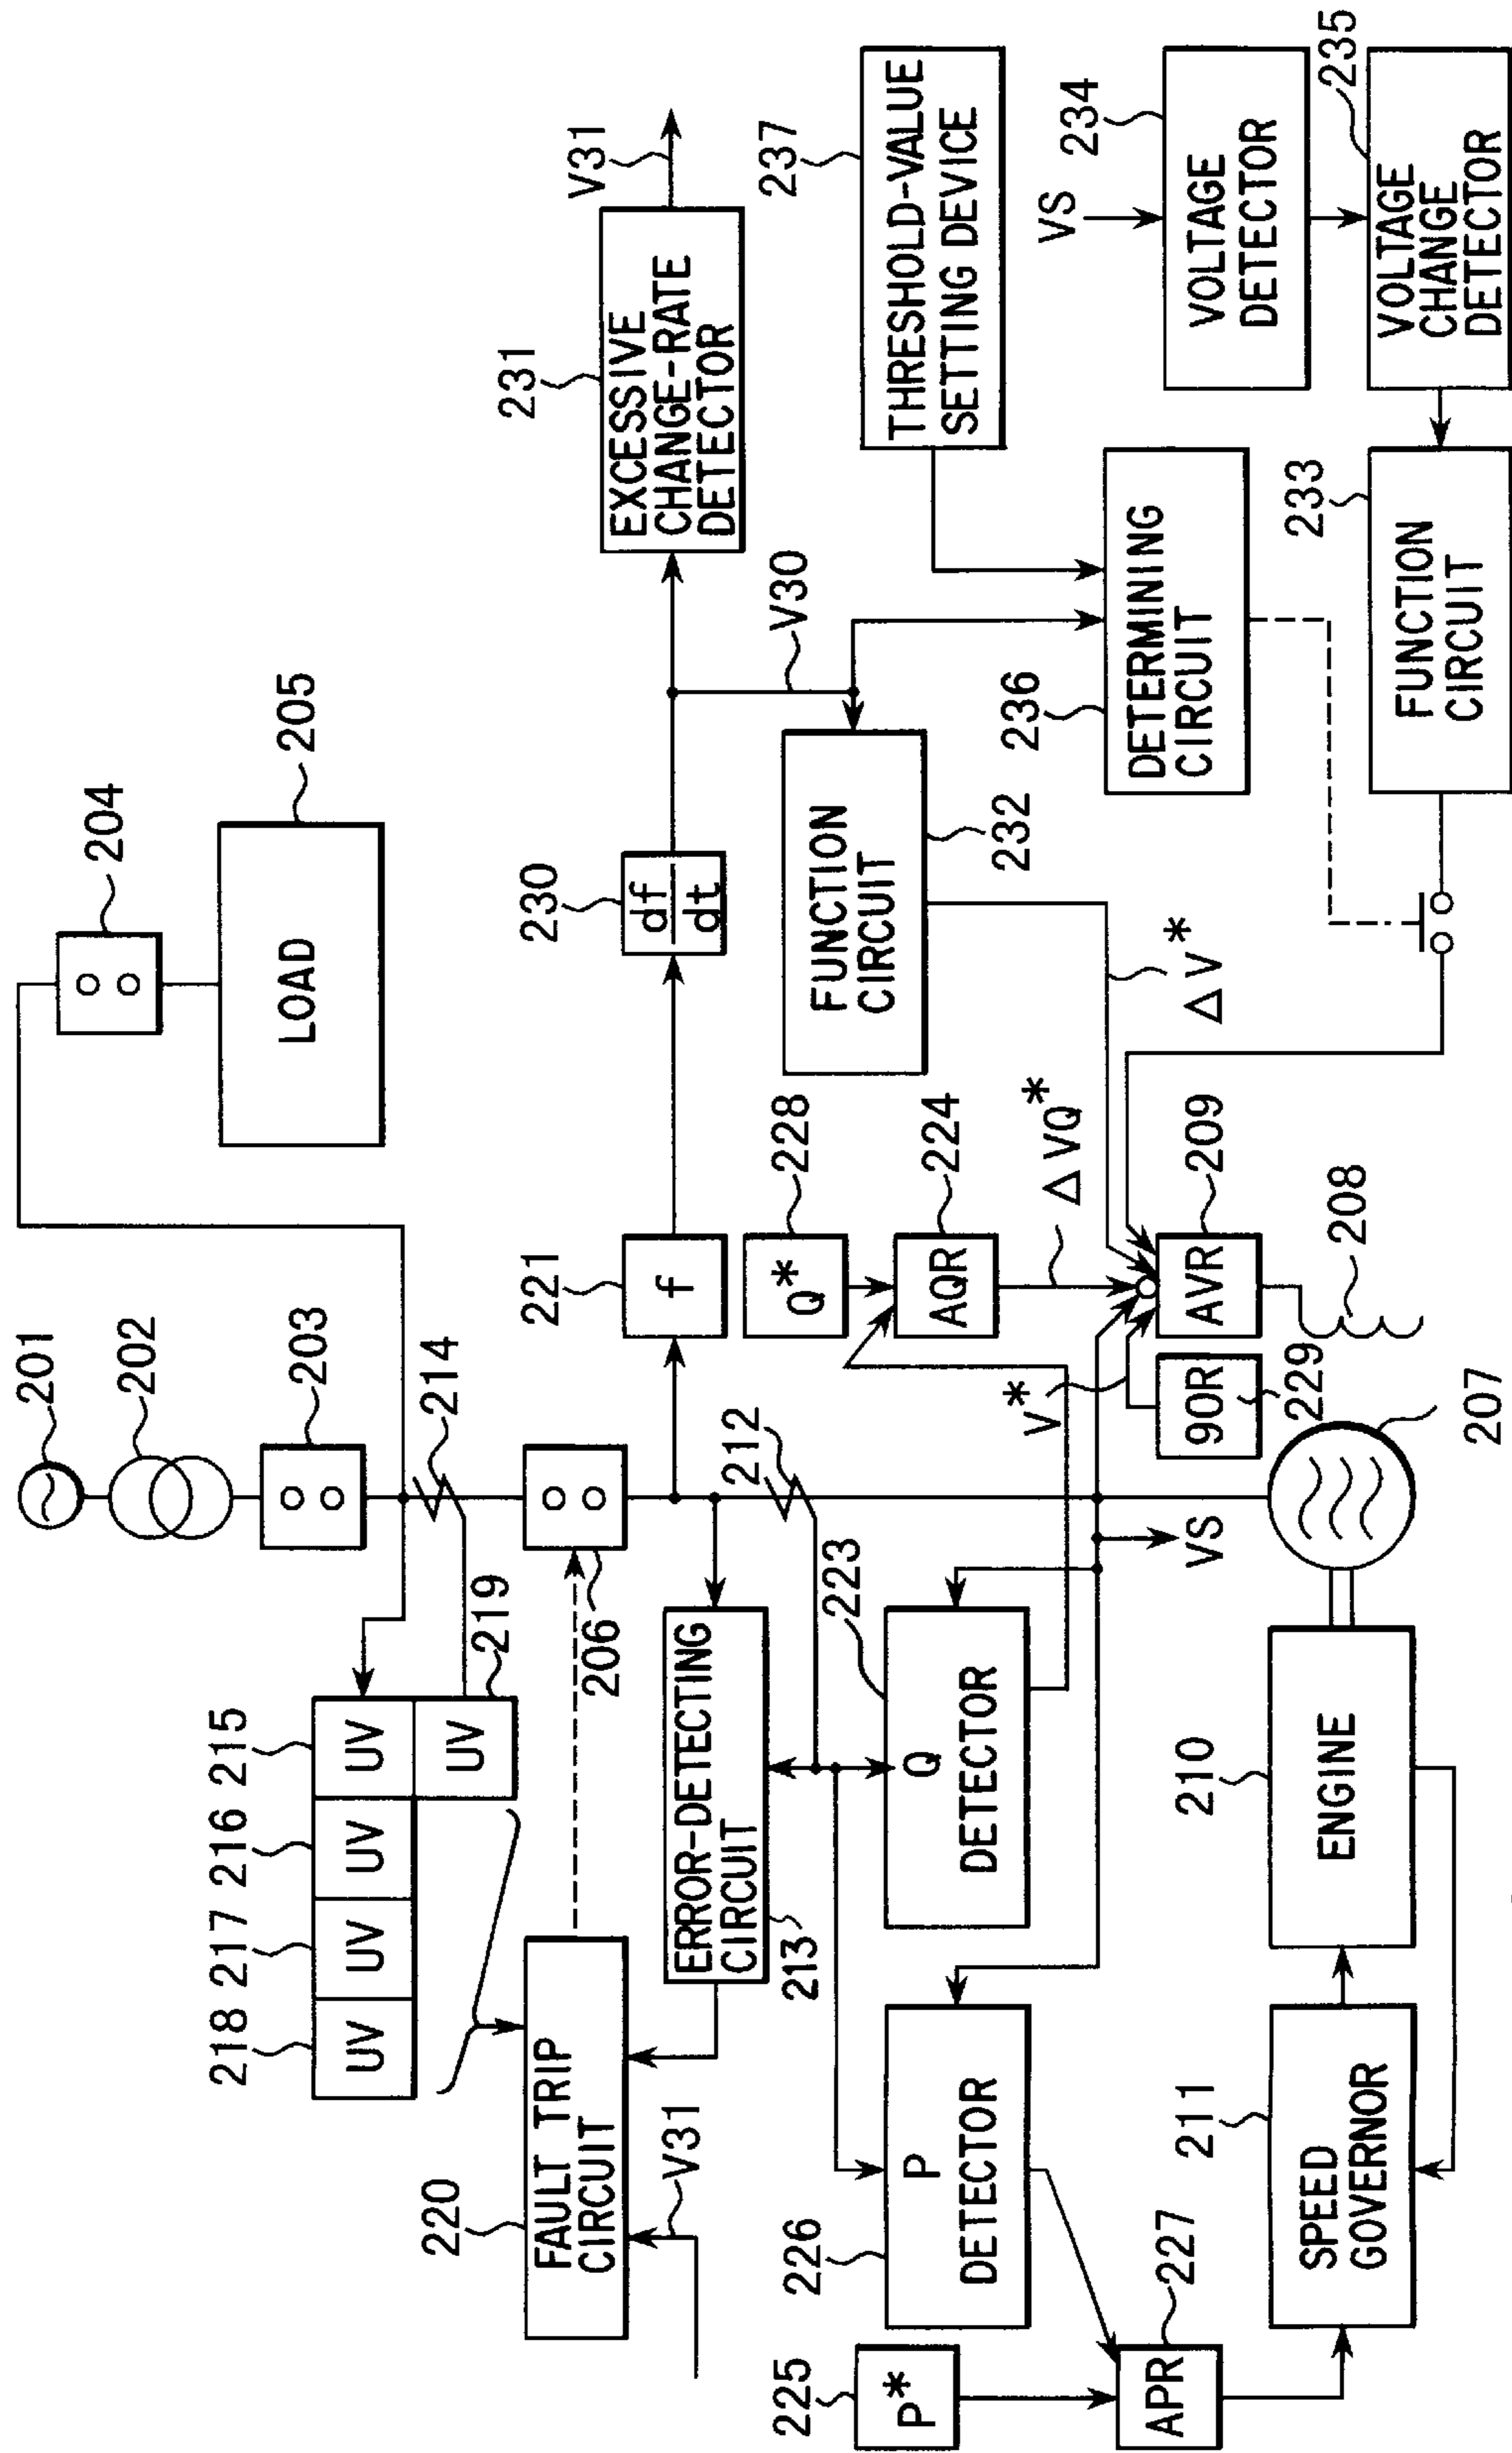 201
202
203
204
205
LOAD
214
215
216
217
218
UV
UV
UV
UV
UV
219
206
220
FAULT TRIP
CIRCUIT
V31
ERROR-DETECTING
CIRCUIT
213
212
221
f
230
df
dt
231
EXCESSIVE
CHANGE-RATE
DETECTOR
V31
V30
228
Q*
224
AQR
ΔVQ*
FUNCTION
CIRCUIT
232
ΔV*
237
THRESHOLD-VALUE
SETTING DEVICE
236
DETERMINING
CIRCUIT
VS
234
VOLTAGE
DETECTOR
235
VOLTAGE
CHANGE
DETECTOR
233
FUNCTION
CIRCUIT
223
Q
DETECTOR
226
P
DETECTOR
225
P*
APR
227
VS
V*
90R
229
AVR
209
208
207
210
ENGINE
211
SPEED
GOVERNOR